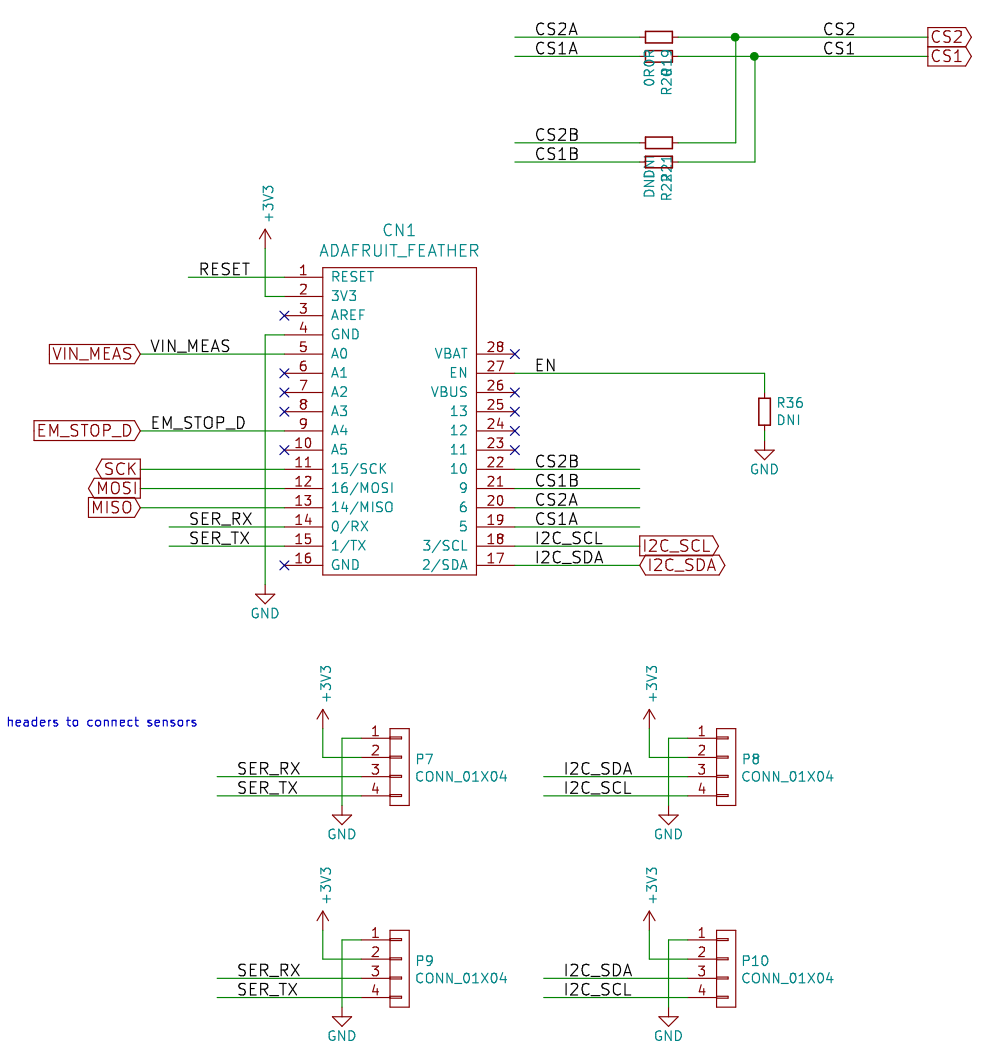 CS2A CS2 CS2
CS1A CS1 CS1
0R 0R R20 R19
CS2B
CS1B
DN DN R22 R21
+3V3
CN1
ADAFRUIT_FEATHER
RESET 1 RESET
2 3V3
3 AREF
4 GND
VIN_MEAS VIN_MEAS 5 A0 VBAT 28
6 A1 EN 27 EN
7 A2 VBUS 26
8 A3 13 25
R36
DNI
EM_STOP_D EM_STOP_D 9 A4 12 24
10 A5 11 23
GND
SCK 11 15/SCK 10 22 CS2B
MOSI 12 16/MOSI 9 21 CS1B
MISO 13 14/MISO 6 20 CS2A
SER_RX 14 0/RX 5 19 CS1A
SER_TX 15 1/TX 3/SCL 18 I2C_SCL I2C_SCL
16 GND 2/SDA 17 I2C_SDA I2C_SDA
GND
headers to connect sensors
+3V3
1
2
SER_RX 3
SER_TX 4
P7
CONN_01X04
GND
+3V3
1
2
I2C_SDA 3
I2C_SCL 4
P8
CONN_01X04
GND
+3V3
1
2
SER_RX 3
SER_TX 4
P9
CONN_01X04
GND
+3V3
1
2
I2C_SDA 3
I2C_SCL 4
P10
CONN_01X04
GND